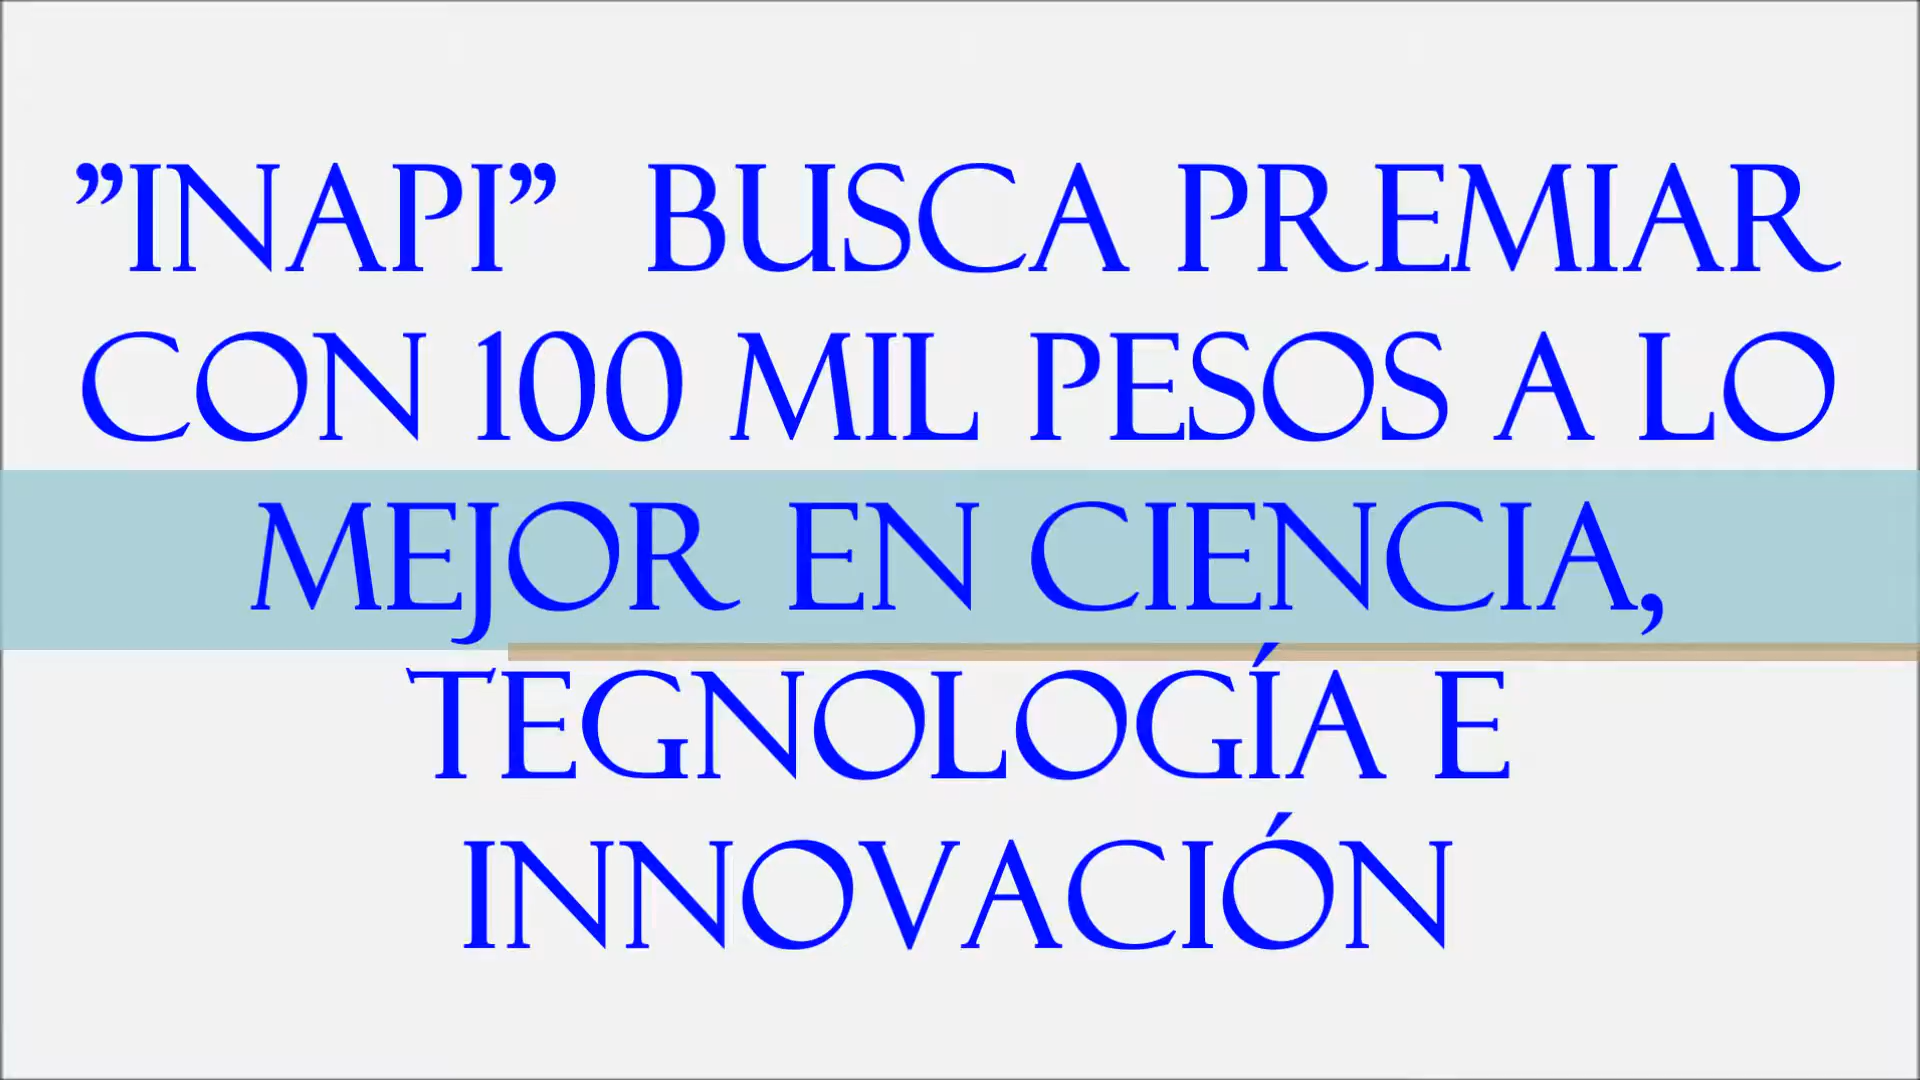 ”INAPI” BUSCA PREMIAR
CON 100 MIL PESOS A LO
MEJOR EN CIENCIA,
TEGNOLOGÍA E
INNOVACIÓN